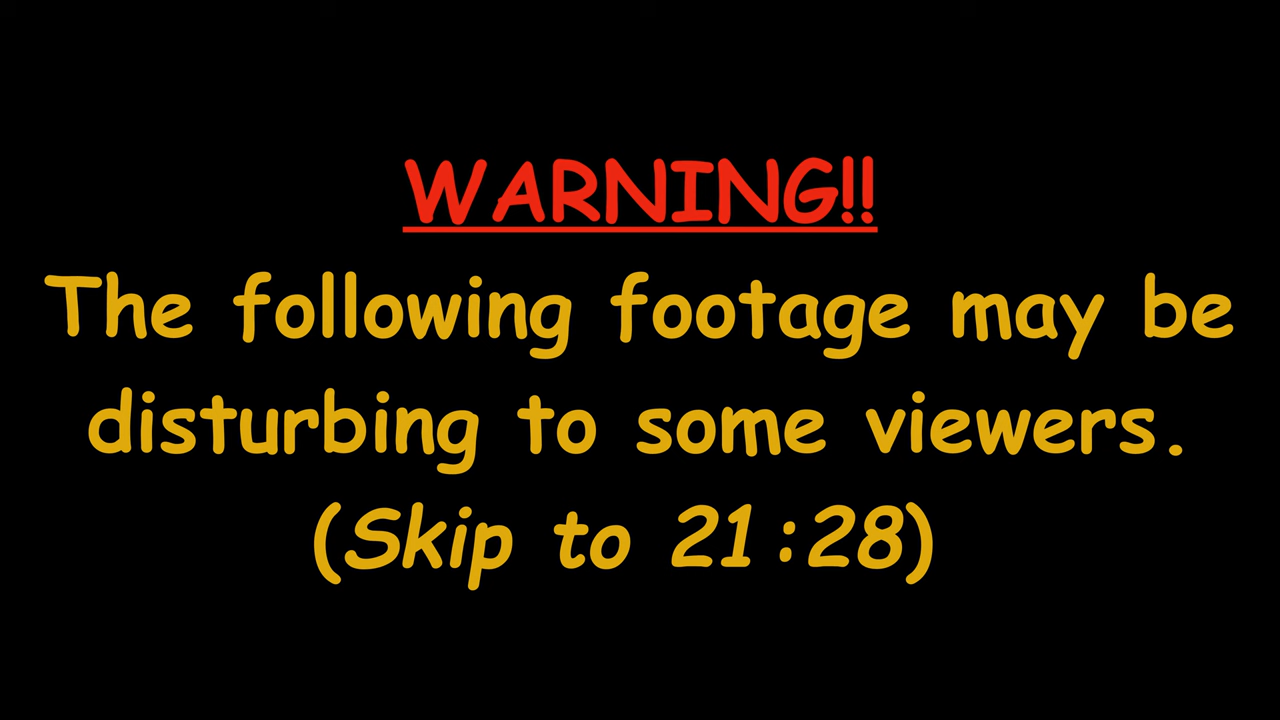 WARNING!!
The following footage may be
disturbing to some viewers.
(Skip to 21:28)